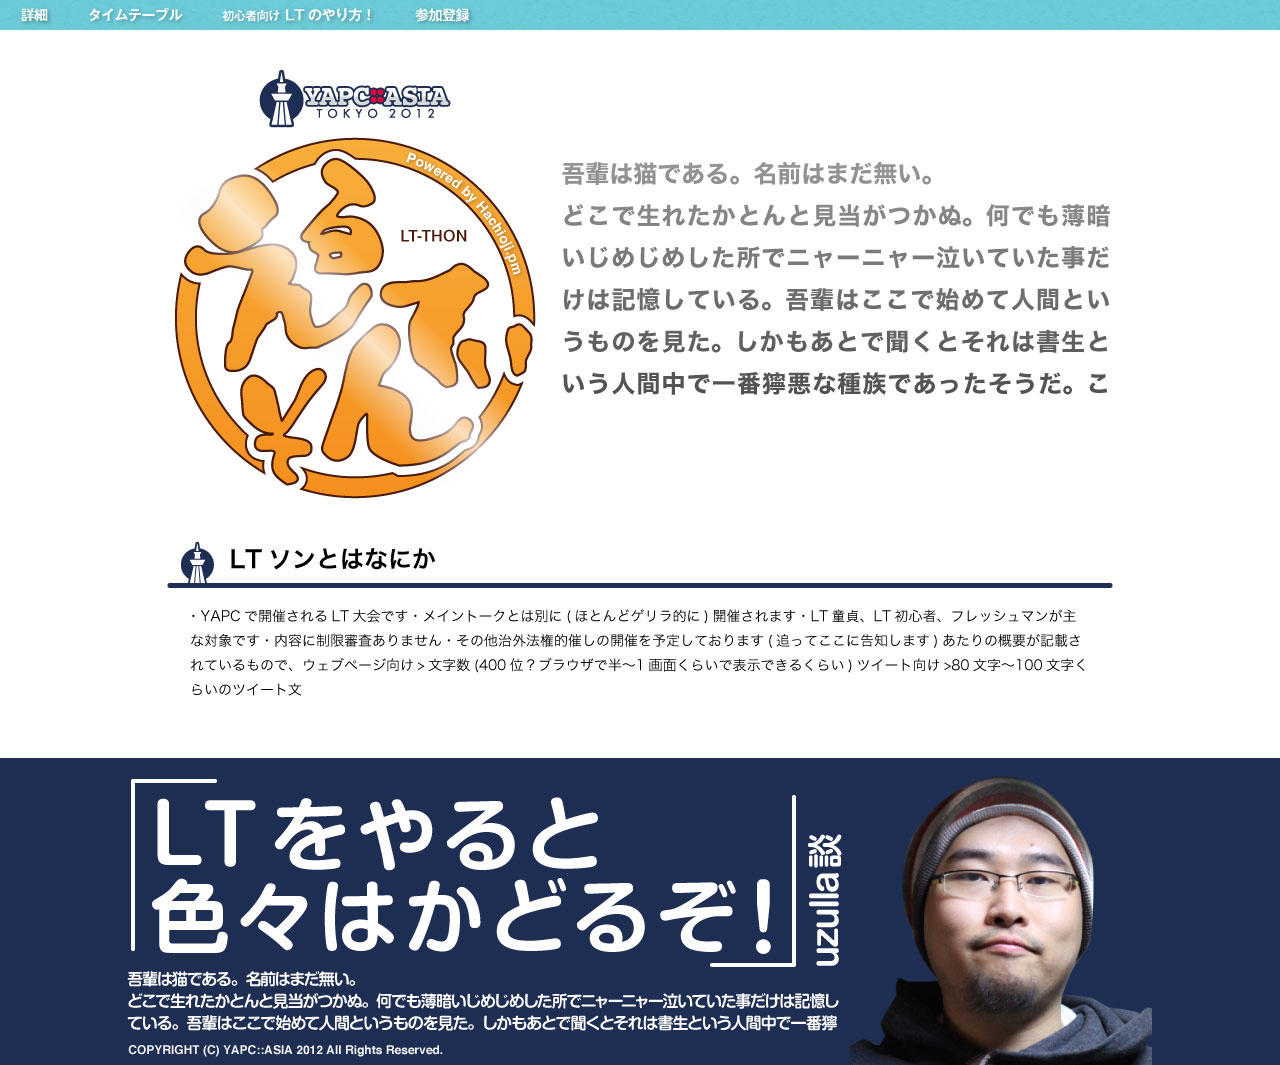 詳細 タイムテーブル 初心者向け LT のやり方！ 参加登録
YAPC::ASIA
TOKYO 2012
Powered by Hachioji.pm
えるてぃ
そん
LT-THON
吾輩は猫である。名前はまだ無い。
どこで生れたかとんと見当がつかぬ。何でも薄暗
いじめじめした所でニャーニャー泣いていた事だ
けは記憶している。吾輩はここで始めて人間とい
うものを見た。しかもあとで聞くとそれは書生と
いう人間中で一番獰悪な種族であったそうだ。こ
LT ソンとはなにか
・YAPC で開催される LT 大会です・メイントークとは別に ( ほとんどゲリラ的に ) 開催されます・LT 童貞、LT 初心者、フレッシュマンが主
な対象です・内容に制限審査ありません・その他治外法権的催しの開催を予定しております ( 追ってここに告知します ) あたりの概要が記載さ
れているもので、ウェブページ向け > 文字数 (400 位？ブラウザで半〜1 画面くらいで表示できるくらい ) ツイート向け >80 文字〜100 文字く
らいのツイート文
「LT をやると
色々はかどるぞ！」
uzulla 談
吾輩は猫である。名前はまだ無い。
どこで生れたかとんと見当がつかぬ。何でも薄暗いじめじめした所でニャーニャー泣いていた事だけは記憶し
ている。吾輩はここで始めて人間というものを見た。しかもあとで聞くとそれは書生という人間中で一番獰
COPYRIGHT (C) YAPC::ASIA 2012 All Rights Reserved.